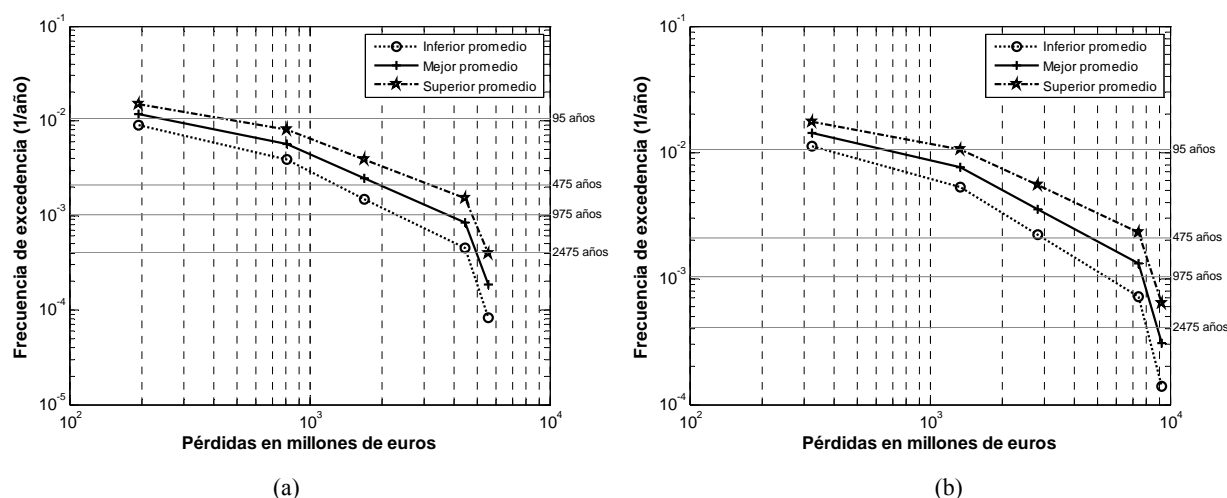 10^-1
10^-2
10^-3
10^-4
10^-5
Frecuencia de excedencia (1/año)
Inferior promedio
Mejor promedio
Superior promedio
95 años
475 años
975 años
2475 años
10^2
10^3
10^4
Pérdidas en millones de euros
(a)
10^-1
10^-2
10^-3
10^-4
Frecuencia de excedencia (1/año)
Inferior promedio
Mejor promedio
Superior promedio
95 años
475 años
975 años
2475 años
10^2
10^3
10^4
Pérdidas en millones de euros
(b)